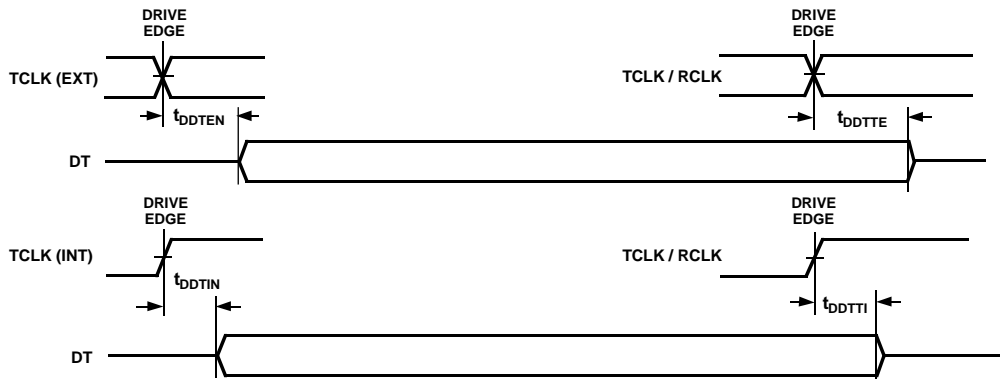 DRIVE
EDGE
DRIVE
EDGE
TCLK (EXT)
TCLK / RCLK
tDDTEN
tDDTTE
DT
DRIVE
EDGE
DRIVE
EDGE
TCLK (INT)
TCLK / RCLK
tDDTIN
tDDTTI
DT